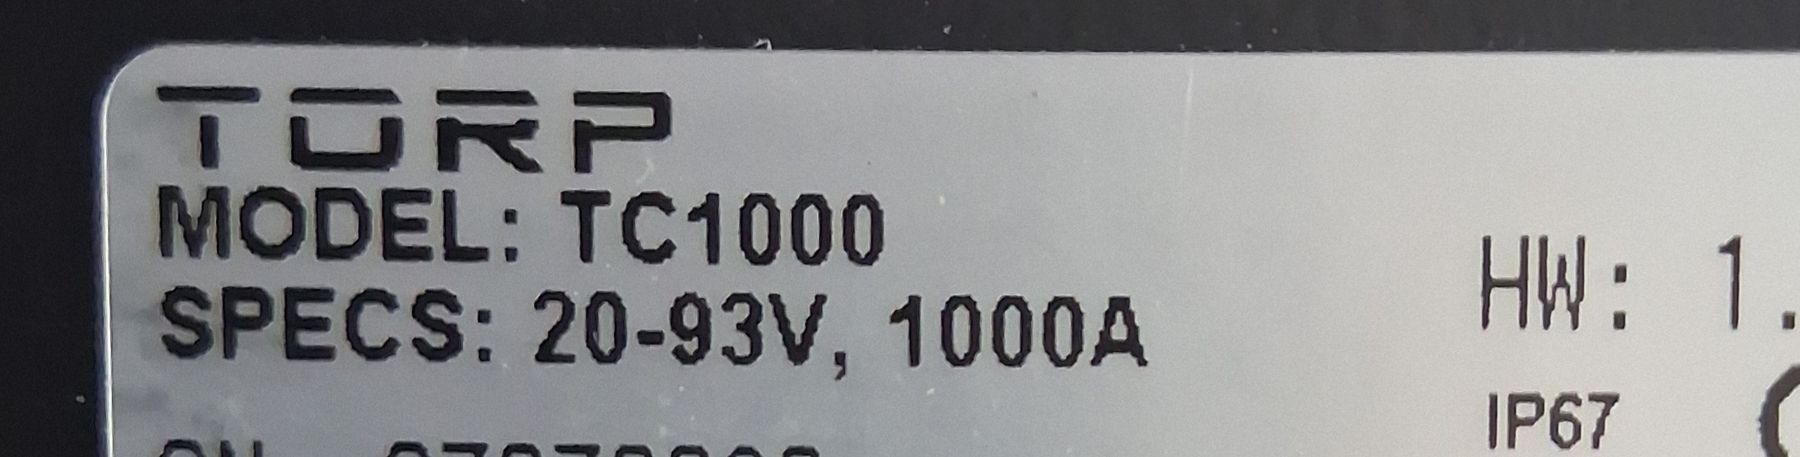 TORP
MODEL: TC1000
SPECS: 20-93V, 1000A
HW: 1.
IP67